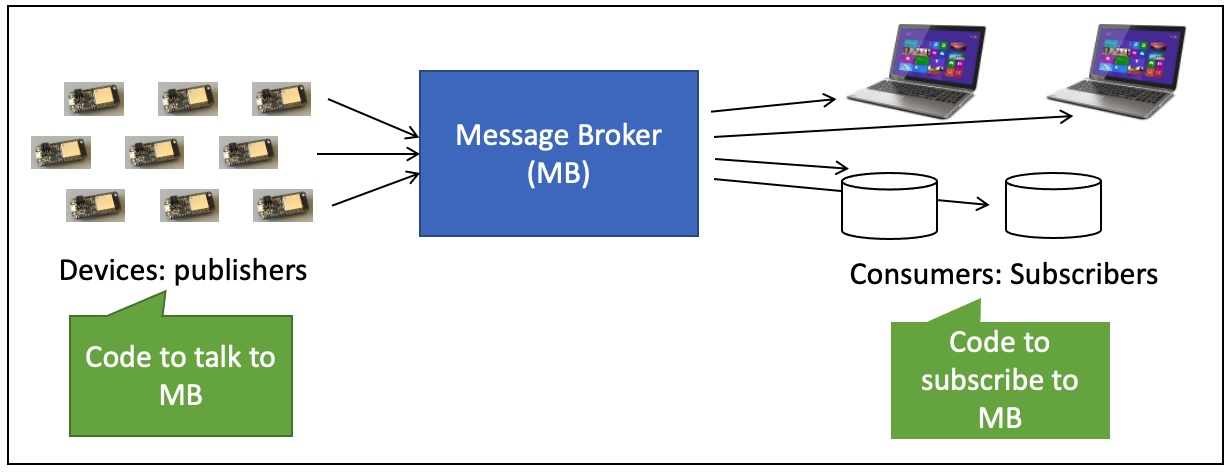 Message Broker
(MB)
Devices: publishers
Consumers: Subscribers
Code to talk to
MB
Code to
subscribe to
MB